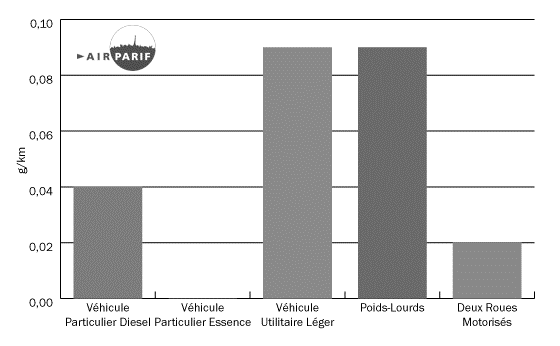 0,10
AIRPARIF
0,08
0,06
g/km
0,04
0,02
0,00
Véhicule Particulier Diesel
Véhicule Particulier Essence
Véhicule Utilitaire Léger
Poids-Lourds
Deux Roues Motorisés